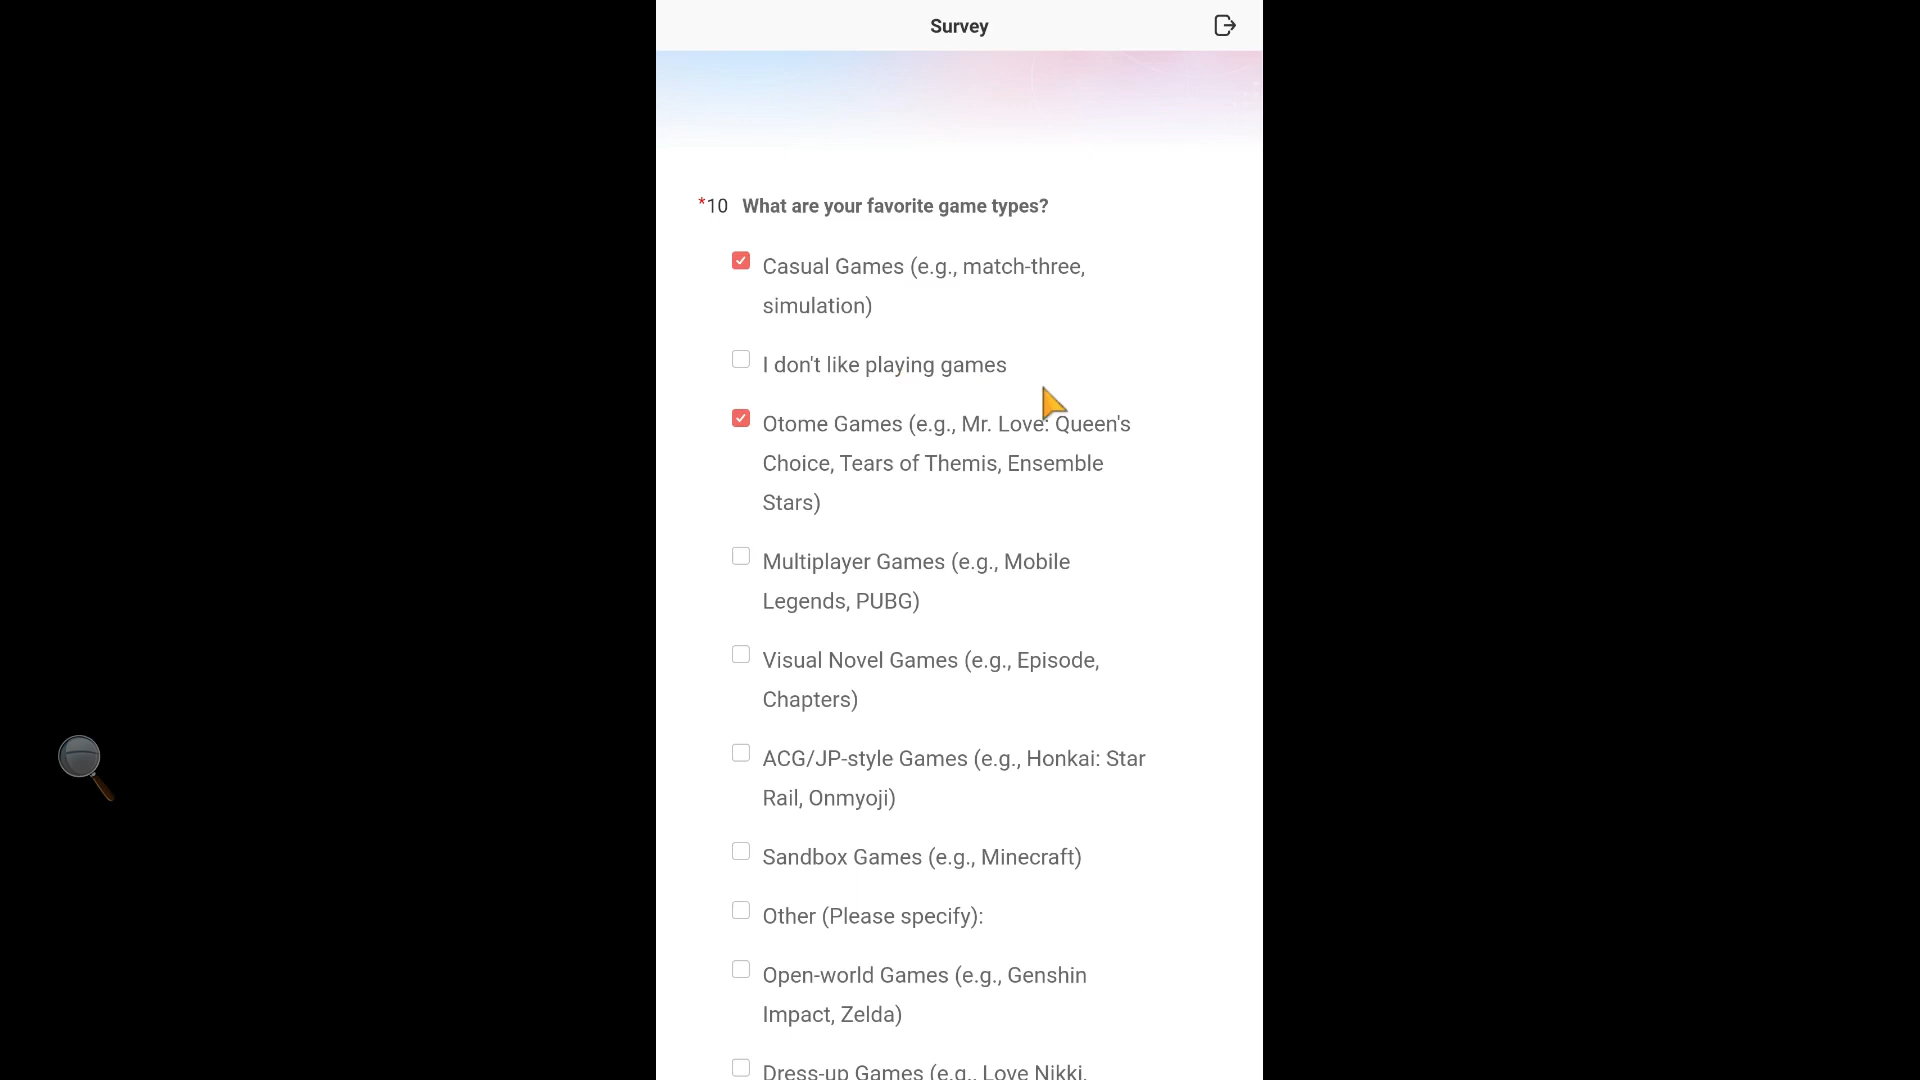 Survey
*10 What are your favorite game types?
Casual Games (e.g., match-three,
simulation)
I don't like playing games
Otome Games (e.g., Mr. Love: Queen's
Choice, Tears of Themis, Ensemble
Stars)
Multiplayer Games (e.g., Mobile
Legends, PUBG)
Visual Novel Games (e.g., Episode,
Chapters)
ACG/JP-style Games (e.g., Honkai: Star
Rail, Onmyoji)
Sandbox Games (e.g., Minecraft)
Other (Please specify):
Open-world Games (e.g., Genshin
Impact, Zelda)
Dress-up Games (e.g., Love Nikki,